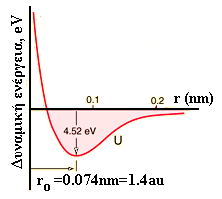 Δυναμική ενέργεια, eV
r (nm)
0.1
0.2
4.52 eV
U
r₀=0.074nm=1.4au